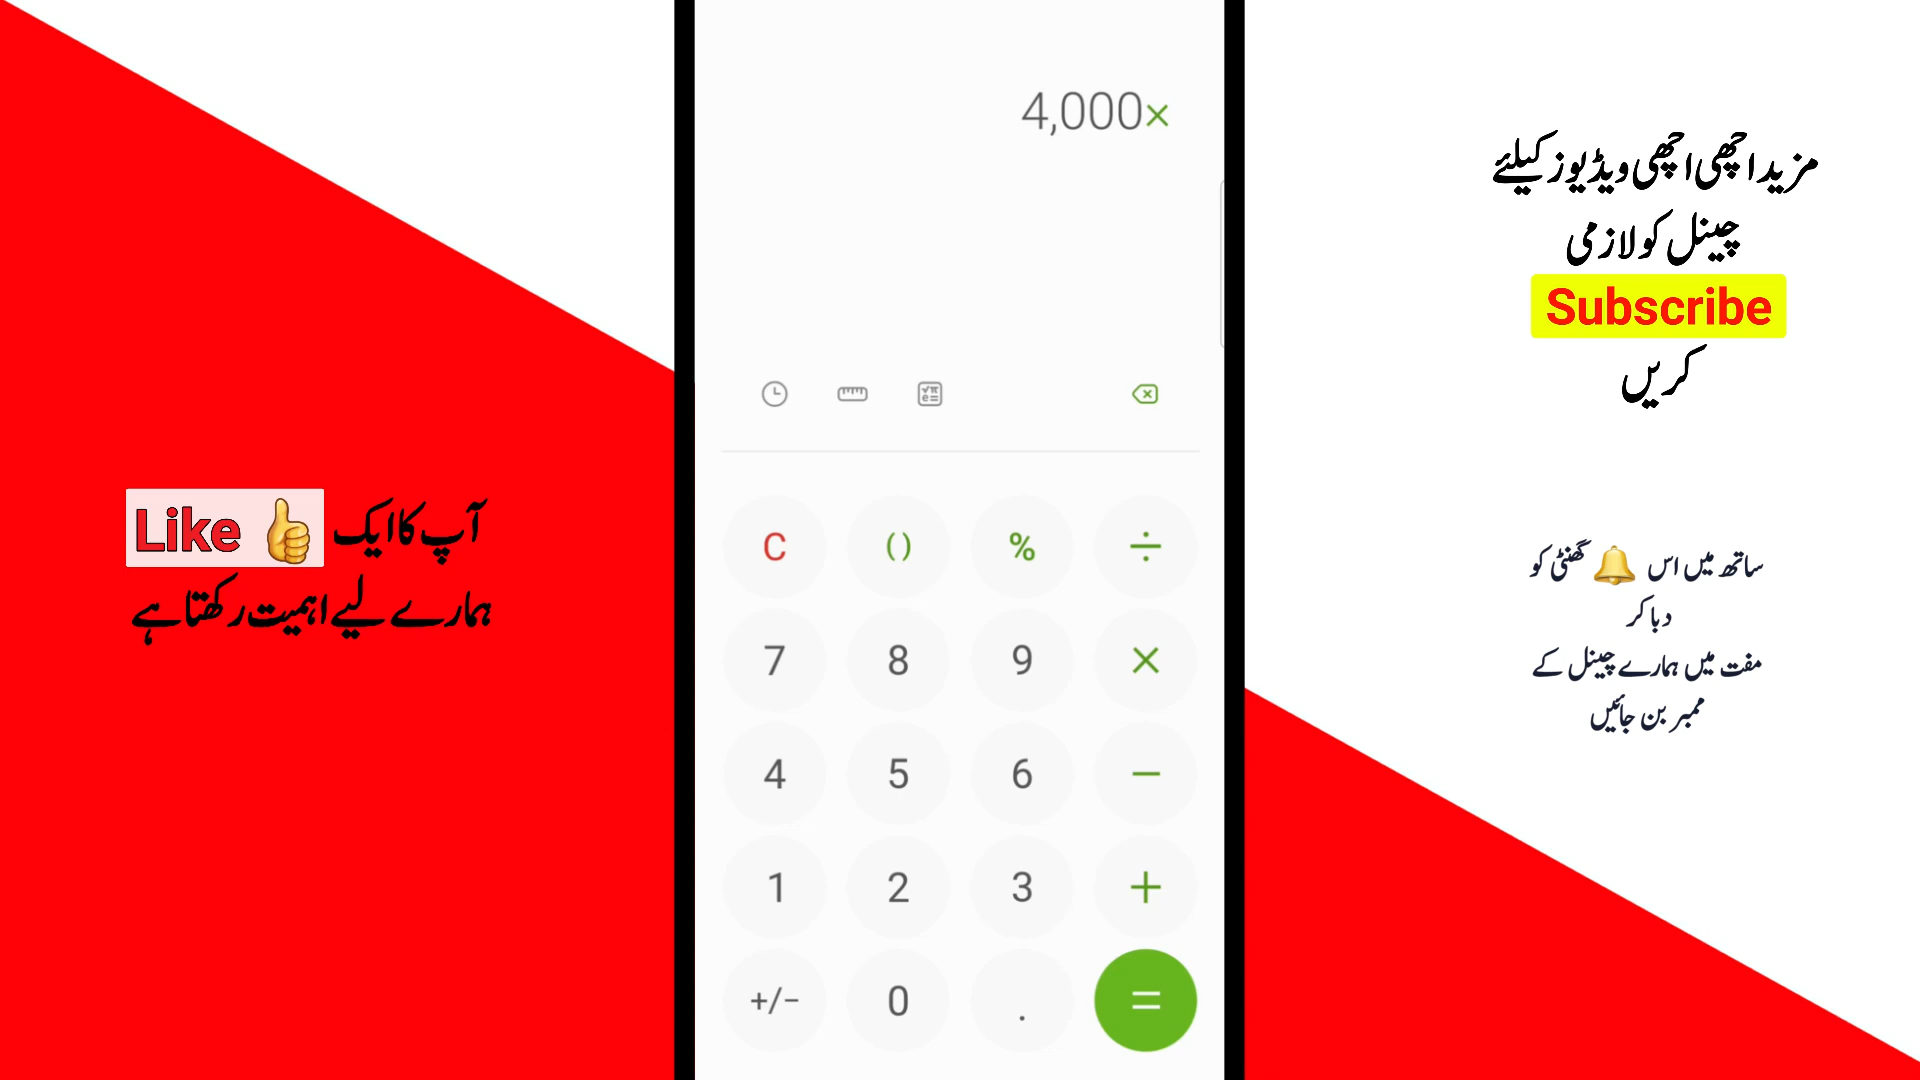 آپ کا ایک Like 👍
ہمارے لیے اہمیت رکھتا ہے
4,000×
C () % ÷
7 8 9 ×
4 5 6 −
1 2 3 +
+/− 0 . =
مزید اچھی اچھی ویڈیوز کیلئے
چینل کو لازمی
Subscribe
کریں
ساتھ میں اس 🔔 گھنٹی کو
دبا کر
مفت میں ہمارے چینل کے
ممبر بن جائیں